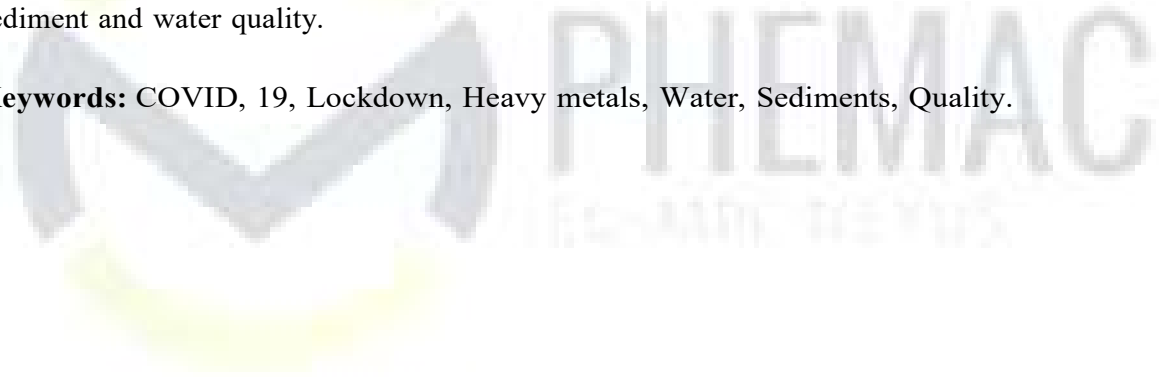 ediment and water quality.
eywords: COVID, 19, Lockdown, Heavy metals, Water, Sediments, Quality.
PHEMAC